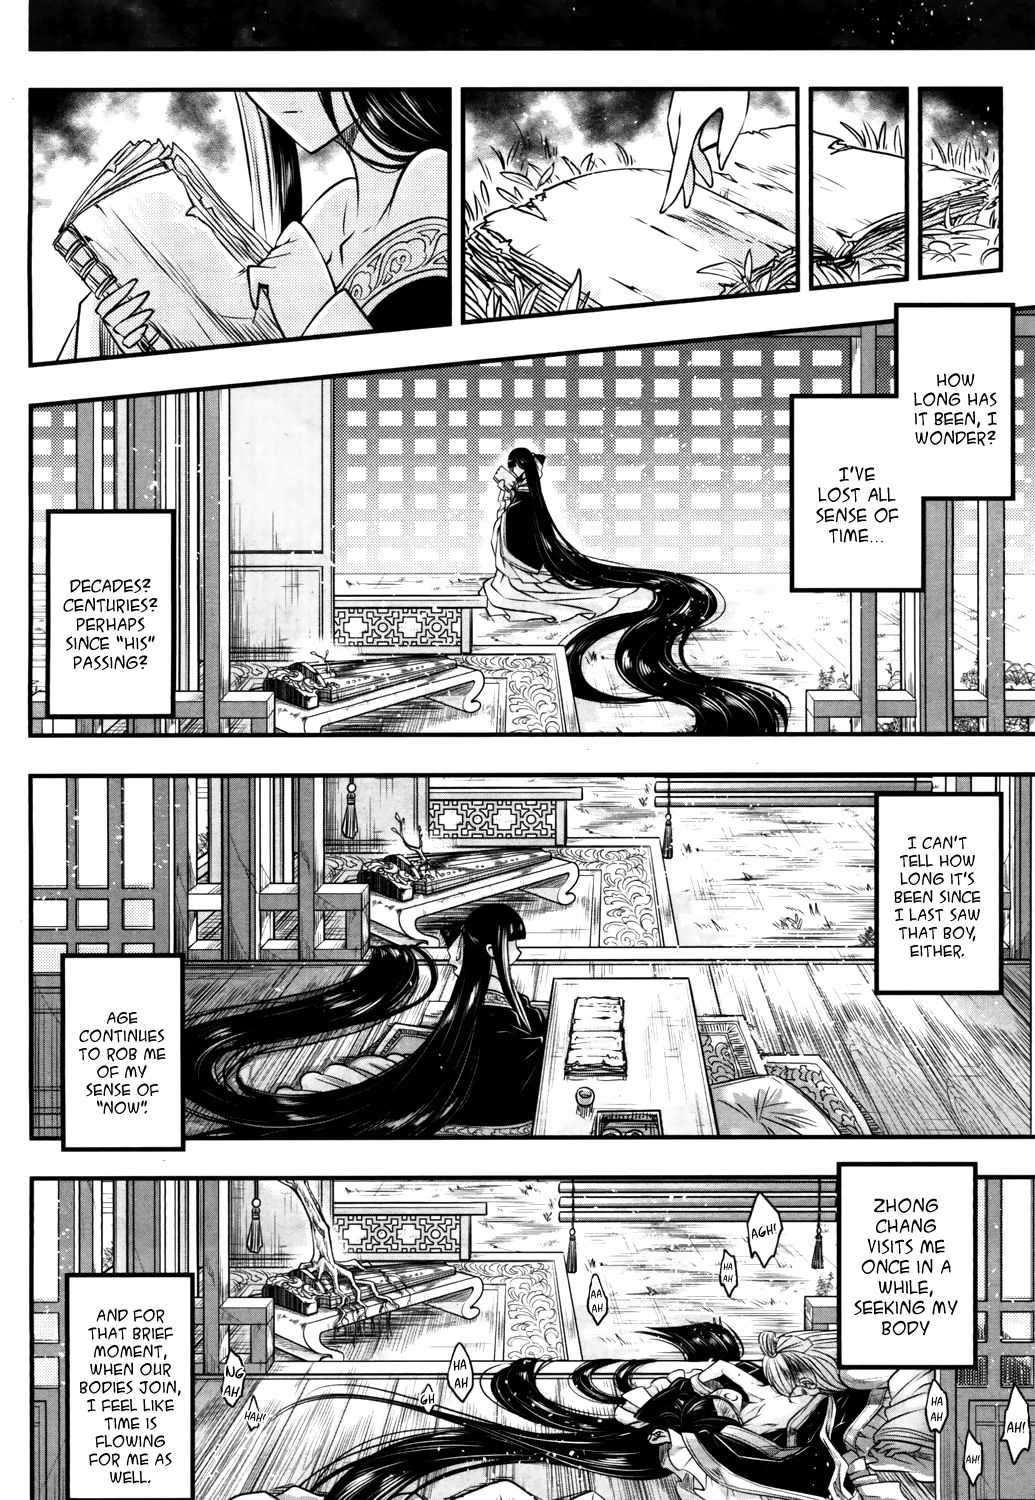 HOW
LONG HAS
IT BEEN, I
WONDER?
I'VE
LOST ALL
SENSE OF
TIME...
DECADES?
CENTURIES?
PERHAPS
SINCE "HIS"
PASSING?
I CAN'T
TELL HOW
LONG IT'S
BEEN SINCE
I LAST SAW
THAT BOY,
EITHER.
AGE
CONTINUES
TO ROB ME
OF MY
SENSE OF
"NOW".
ZHONG
CHANG
VISITS ME
ONCE IN A
WHILE,
SEEKING MY
BODY
AGH!
HA
AH
AA
AH
HA
AH
GH
HAH!
NG
AH
HA
AH
AH!
AH!
AND FOR
THAT BRIEF
MOMENT,
WHEN OUR
BODIES JOIN,
I FEEL LIKE
TIME IS
FLOWING
FOR ME AS
WELL.